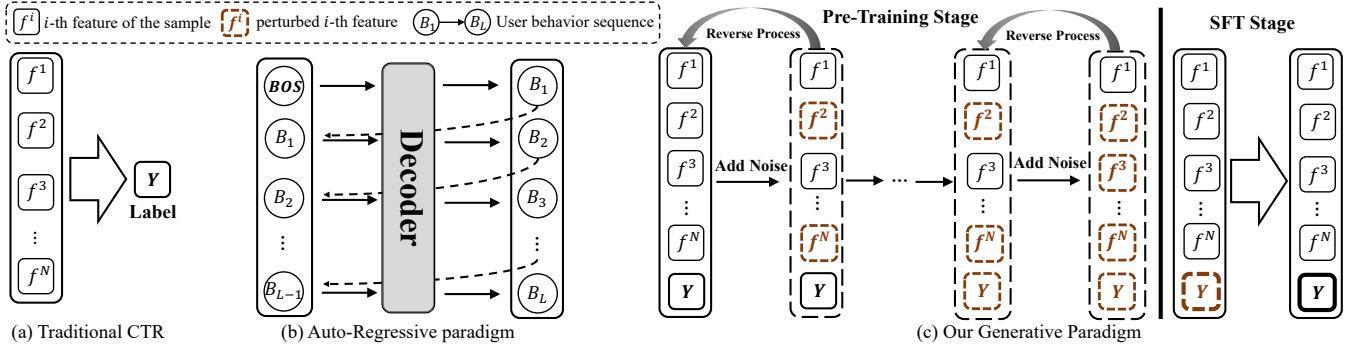 f^i i-th feature of the sample f^i perturbed i-th feature B_1 B_L User behavior sequence
f^1
f^2
f^3
⋮
f^N
Y
Label
(a) Traditional CTR
BOS
B_1
B_2
⋮
B_{L-1}
Decoder
B_1
B_2
B_3
⋮
B_L
(b) Auto-Regressive paradigm
Pre-Training Stage
Reverse Process
Reverse Process
f^1
f^2
f^3
⋮
f^N
Y
Add Noise
f^1
f^2
f^3
⋮
f^N
Y
...
f^1
f^2
f^3
⋮
f^N
Y
Add Noise
f^1
f^2
f^3
⋮
f^N
Y
(c) Our Generative Paradigm
SFT Stage
f^1
f^2
f^3
⋮
f^N
Y
f^1
f^2
f^3
⋮
f^N
Y